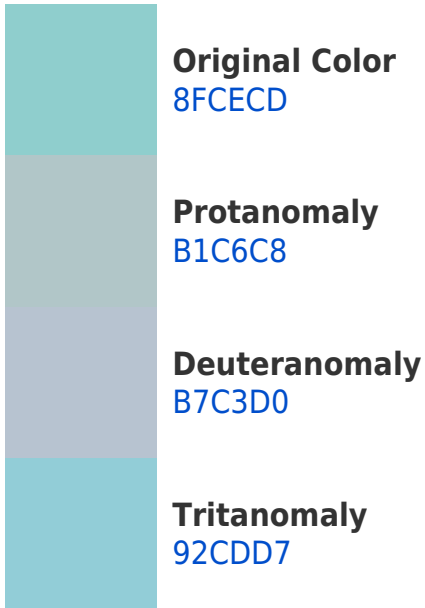 Original Color
8FCECD
Protanomaly
B1C6C8
Deuteranomaly
B7C3D0
Tritanomaly
92CDD7